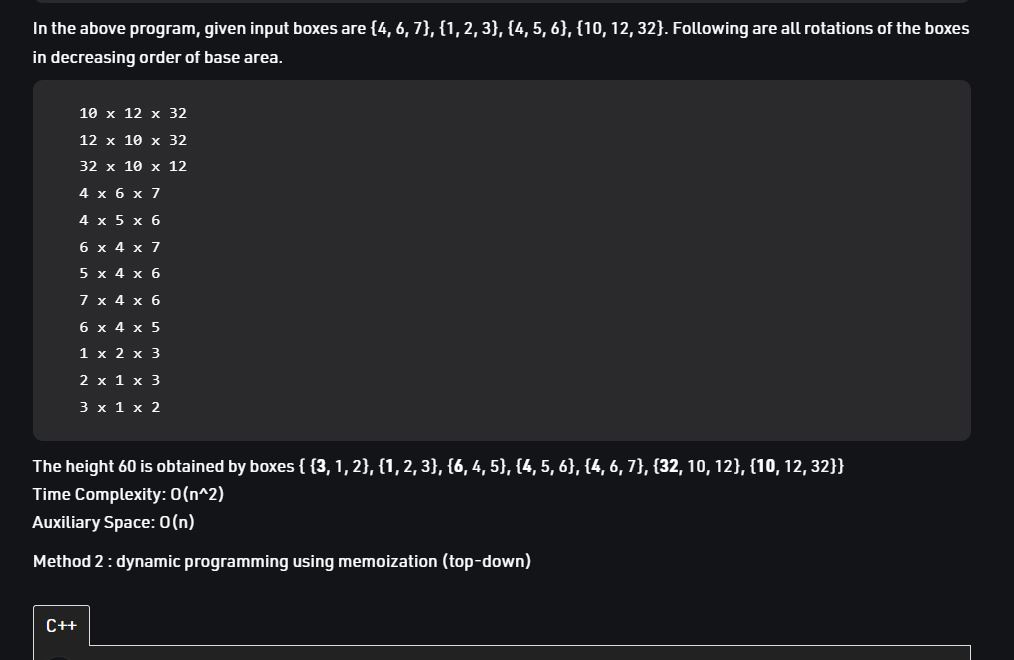 In the above program, given input boxes are {4, 6, 7}, {1, 2, 3}, {4, 5, 6}, {10, 12, 32}. Following are all rotations of the boxes
in decreasing order of base area.
10 x 12 x 32
12 x 10 x 32
32 x 10 x 12
4 x 6 x 7
4 x 5 x 6
6 x 4 x 7
5 x 4 x 6
7 x 4 x 6
6 x 4 x 5
1 x 2 x 3
2 x 1 x 3
3 x 1 x 2
The height 60 is obtained by boxes { {3, 1, 2}, {1, 2, 3}, {6, 4, 5}, {4, 5, 6}, {4, 6, 7}, {32, 10, 12}, {10, 12, 32}}
Time Complexity: O(n^2)
Auxiliary Space: O(n)
Method 2 : dynamic programming using memoization (top-down)
C++